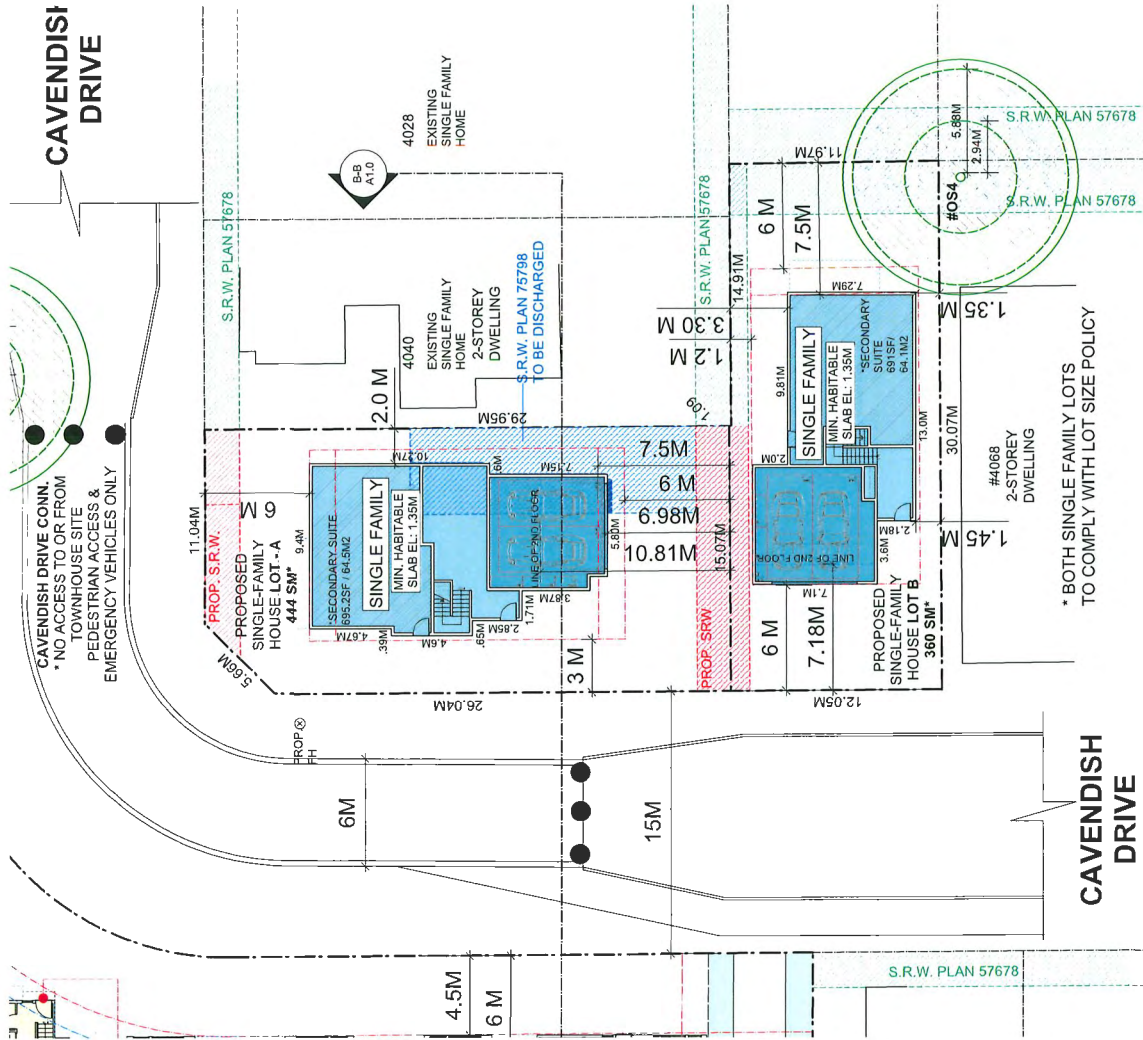 CAVENDISH
DRIVE
CAVENDISH DRIVE CONN.
* NO ACCESS TO OR FROM
TOWNHOUSE SITE
PEDESTRIAN ACCESS &
EMERGENCY VEHICLES ONLY
S.R.W. PLAN 57678
4028
EXISTING
SINGLE FAMILY
HOME
B-B
A1.0
4040
EXISTING
SINGLE FAMILY
HOME
2-STOREY
DWELLING
S.R.W. PLAN 75798
TO BE DISCHARGED
S.R.W. PLAN 57678
11.04M
PROP. S.R.W.
6 M
PROPOSED
SINGLE-FAMILY
HOUSE LOT - A
444 SM*
5.66M
26.04M
9.4M
*SECONDARY SUITE
695.2SF / 64.5M2
SINGLE FAMILY
MIN. HABITABLE
SLAB EL: 1.35M
10.27M
2.0 M
29.95M
4.67M
.39M
4.6M
.65M
2.85M
1.71M
3.87M
.6M
7.15M
LINE OF 2ND FLOOR
5.80M
3 M
7.5M
6 M
6.96M
10.81M
15.07M
7.09
PROP. SRW
PROP. FH
6M
15M
4.5M
6 M
14.91M
3.30 M
1.2 M
6 M
7.5M
11.97M
S.R.W. PLAN 57678
S.R.W. PLAN 57678
5.88M
2.94M
#OS4
9.81M
SINGLE FAMILY
MIN. HABITABLE
SLAB EL: 1.35M
*SECONDARY
SUITE
691SF/
64.1M2
7.29M
13.0M
30.07M
2.0M
LINE OF 2ND FLOOR
7.1M
3.6M
2.18M
1.35 M
1.45 M
6 M
7.18M
12.05M
PROPOSED
SINGLE-FAMILY
HOUSE LOT B
360 SM*
#4068
2-STOREY
DWELLING
* BOTH SINGLE FAMILY LOTS
TO COMPLY WITH LOT SIZE POLICY
CAVENDISH
DRIVE
S.R.W. PLAN 57678